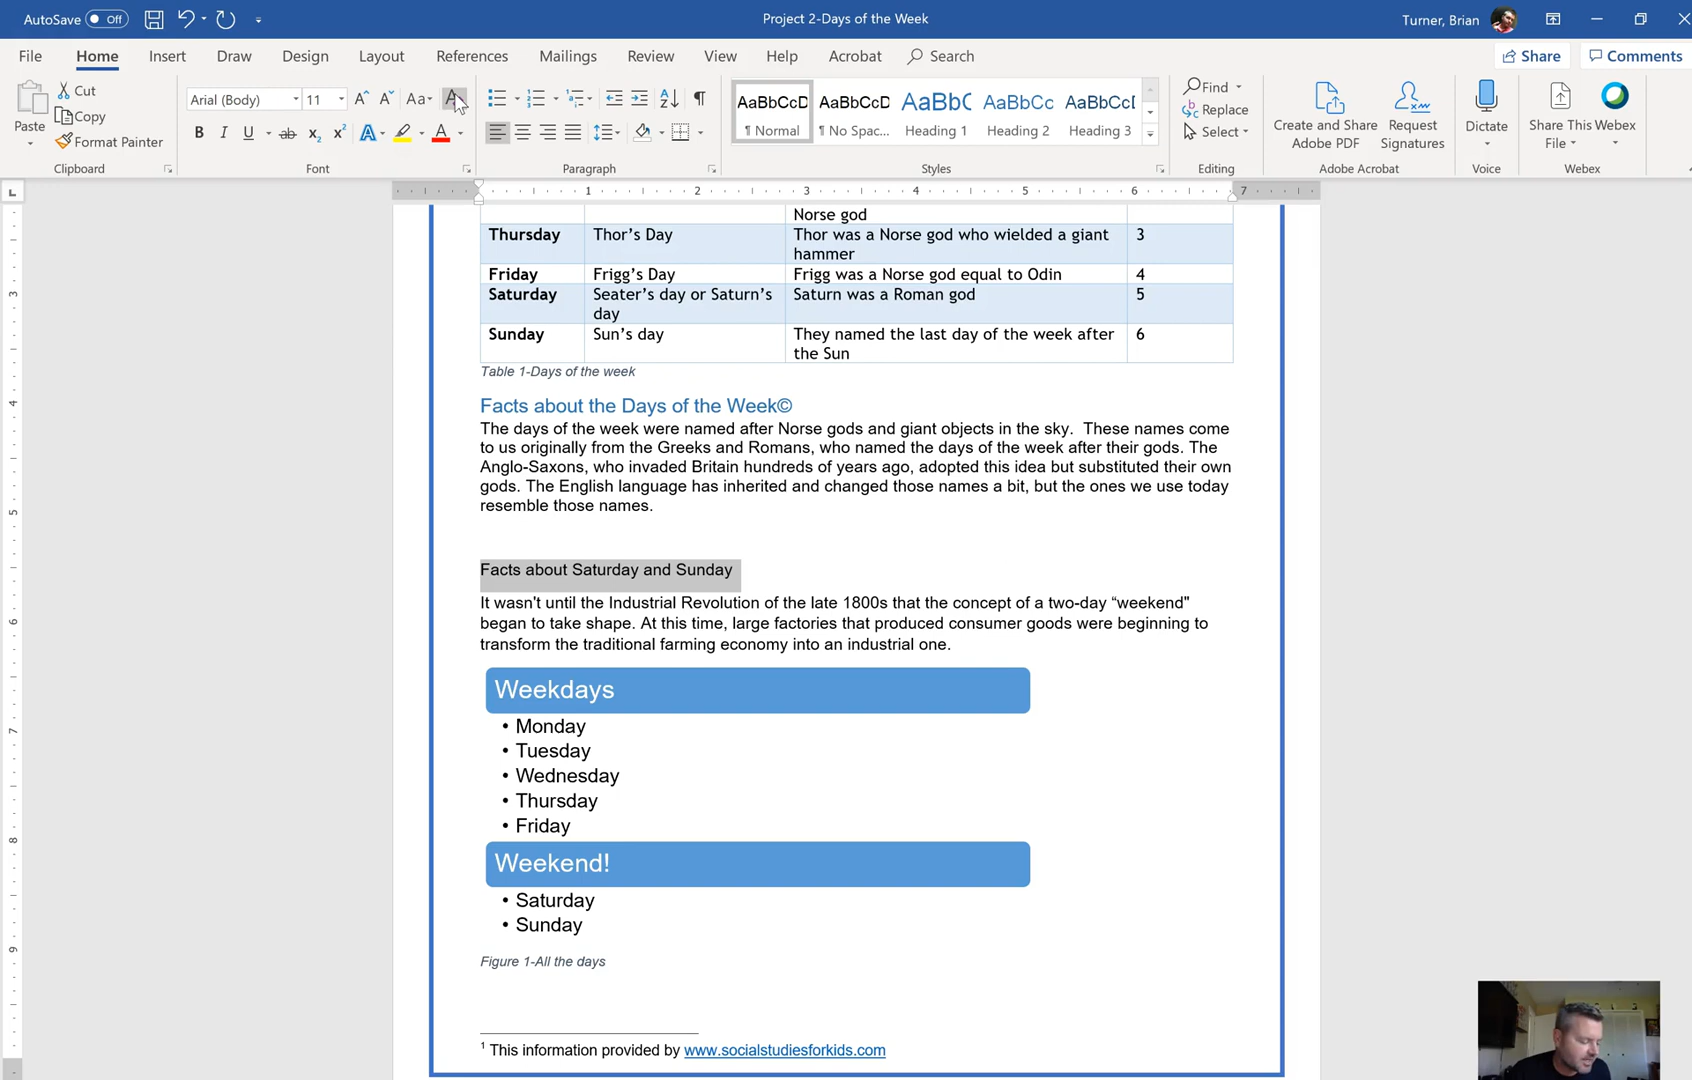 AutoSave Off
Project 2-Days of the Week
Turner, Brian
File Home Insert Draw Design Layout References Mailings Review View Help Acrobat Search
Share Comments
Paste
Cut
Copy
Format Painter
Clipboard
Arial (Body) 11
Font
Paragraph
AaBbCcD AaBbCcD AaBbC AaBbCc AaBbCcI
¶ Normal ¶ No Spac... Heading 1 Heading 2 Heading 3
Styles
Find
Replace
Select
Editing
Create and Share Adobe PDF
Request Signatures
Adobe Acrobat
Dictate
Voice
Share This File
Webex
Webex
1 2 3 4 5 6 7
3
4
5
6
7
8
9
Norse god
Thursday Thor’s Day Thor was a Norse god who wielded a giant 3
hammer
Friday Frigg’s Day Frigg was a Norse god equal to Odin 4
Saturday Seater’s day or Saturn’s Saturn was a Roman god 5
day
Sunday Sun’s day They named the last day of the week after 6
the Sun
Table 1-Days of the week
Facts about the Days of the Week©
The days of the week were named after Norse gods and giant objects in the sky. These names come
to us originally from the Greeks and Romans, who named the days of the week after their gods. The
Anglo-Saxons, who invaded Britain hundreds of years ago, adopted this idea but substituted their own
gods. The English language has inherited and changed those names a bit, but the ones we use today
resemble those names.
Facts about Saturday and Sunday
It wasn't until the Industrial Revolution of the late 1800s that the concept of a two-day “weekend"
began to take shape. At this time, large factories that produced consumer goods were beginning to
transform the traditional farming economy into an industrial one.
Weekdays
• Monday
• Tuesday
• Wednesday
• Thursday
• Friday
Weekend!
• Saturday
• Sunday
Figure 1-All the days
1 This information provided by www.socialstudiesforkids.com